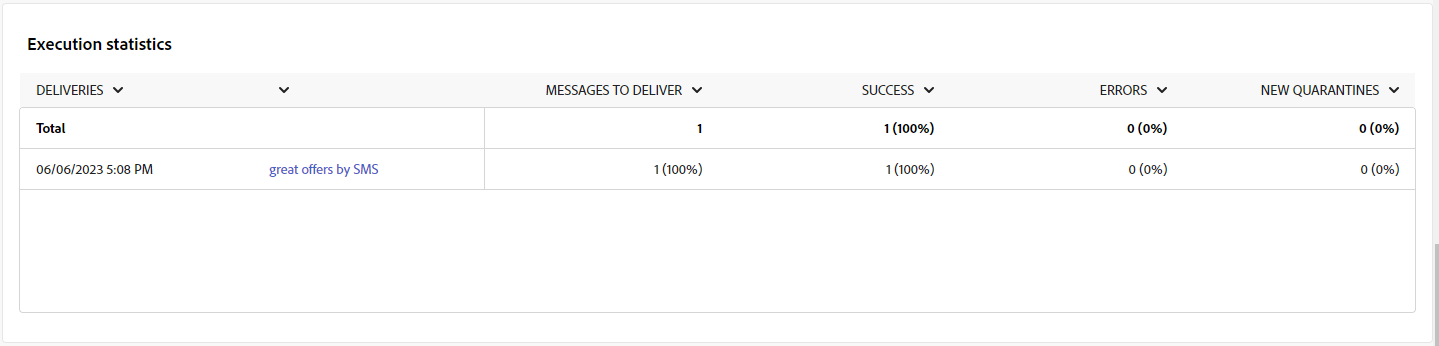 Execution statistics
DELIVERIES MESSAGES TO DELIVER SUCCESS ERRORS NEW QUARANTINES
Total 1 1 (100%) 0 (0%) 0 (0%)
06/06/2023 5:08 PM great offers by SMS 1 (100%) 1 (100%) 0 (0%) 0 (0%)